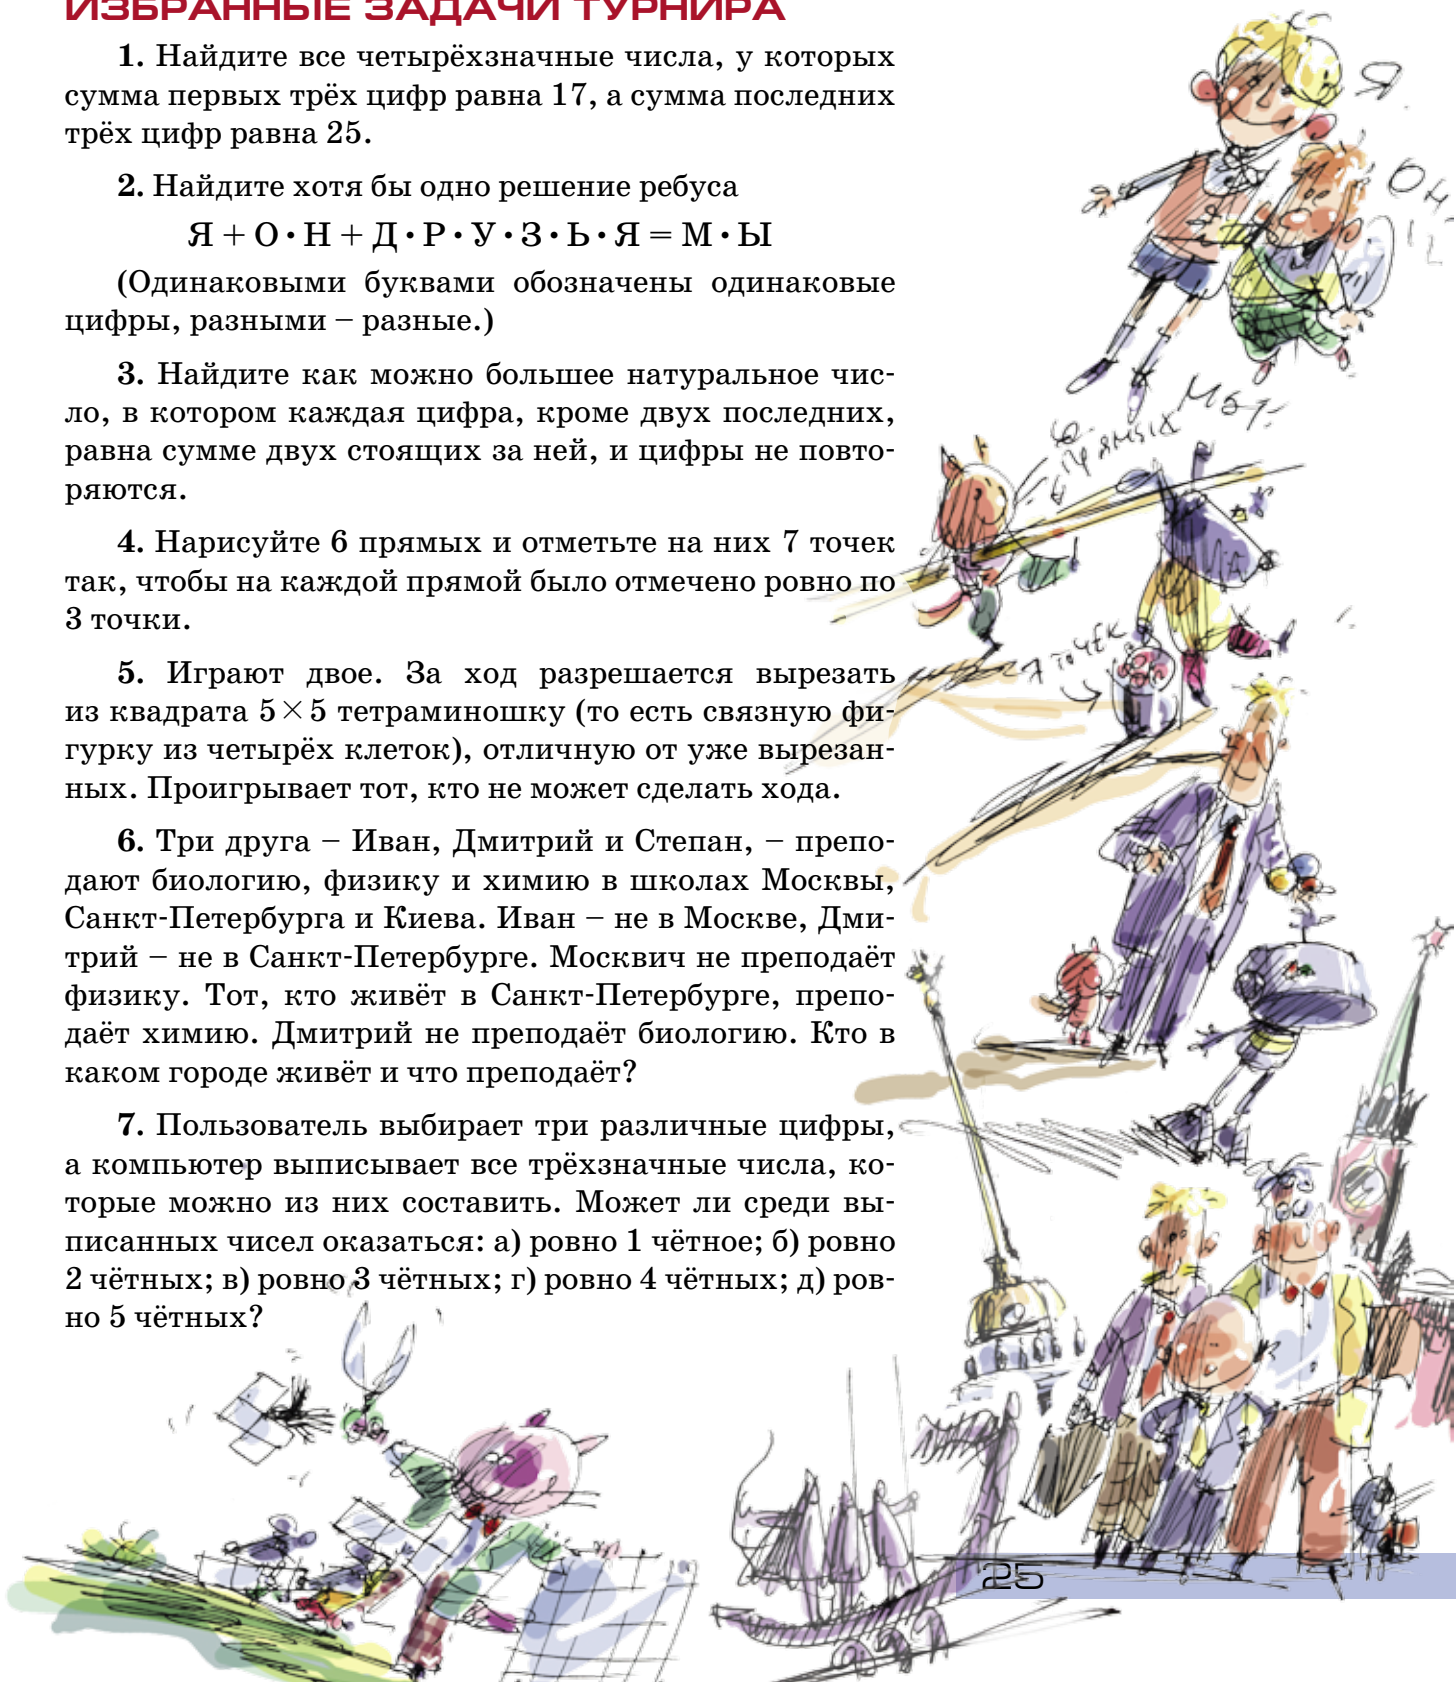 ИЗБРАННЫЕ ЗАДАЧИ ТУРНИРА
1. Найдите все четырёхзначные числа, у которых
сумма первых трёх цифр равна 17, а сумма последних
трёх цифр равна 25.
2. Найдите хотя бы одно решение ребуса
Я + О • Н + Д • Р • У • З • Ь • Я = М • Ы
(Одинаковыми буквами обозначены одинаковые
цифры, разными – разные.)
3. Найдите как можно большее натуральное чис-
ло, в котором каждая цифра, кроме двух последних,
равна сумме двух стоящих за ней, и цифры не повто-
ряются.
4. Нарисуйте 6 прямых и отметьте на них 7 точек
так, чтобы на каждой прямой было отмечено ровно по
3 точки.
5. Играют двое. За ход разрешается вырезать
из квадрата 5×5 тетраминошку (то есть связную фи-
гурку из четырёх клеток), отличную от уже вырезан-
ных. Проигрывает тот, кто не может сделать хода.
6. Три друга – Иван, Дмитрий и Степан, – препо-
дают биологию, физику и химию в школах Москвы,
Санкт-Петербурга и Киева. Иван – не в Москве, Дми-
трий – не в Санкт-Петербурге. Москвич не преподаёт
физику. Тот, кто живёт в Санкт-Петербурге, препо-
даёт химию. Дмитрий не преподаёт биологию. Кто в
каком городе живёт и что преподаёт?
7. Пользователь выбирает три различные цифры,
а компьютер выписывает все трёхзначные числа, ко-
торые можно из них составить. Может ли среди вы-
писанных чисел оказаться: а) ровно 1 чётное; б) ровно
2 чётных; в) ровно 3 чётных; г) ровно 4 чётных; д) ров-
но 5 чётных?
Я.
ОН
МЫ
7 точек
25